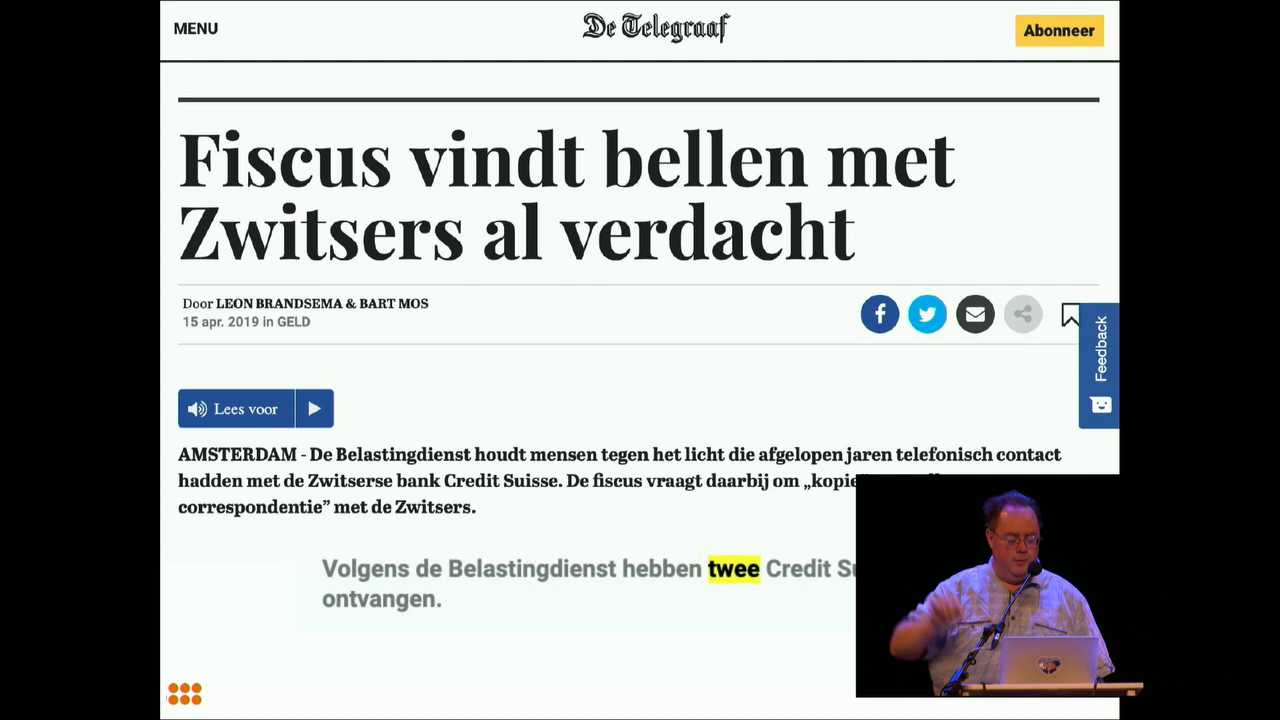 MENU
De Telegraaf
Abonneer
Fiscus vindt bellen met
Zwitsers al verdacht
Door LEON BRANDSEMA & BART MOS
15 apr. 2019 in GELD
Feedback
Lees voor
AMSTERDAM - De Belastingdienst houdt mensen tegen het licht die afgelopen jaren telefonisch contact
hadden met de Zwitserse bank Credit Suisse. De fiscus vraagt daarbij om „kopie
correspondentie” met de Zwitsers.
Volgens de Belastingdienst hebben twee Credit
ontvangen.